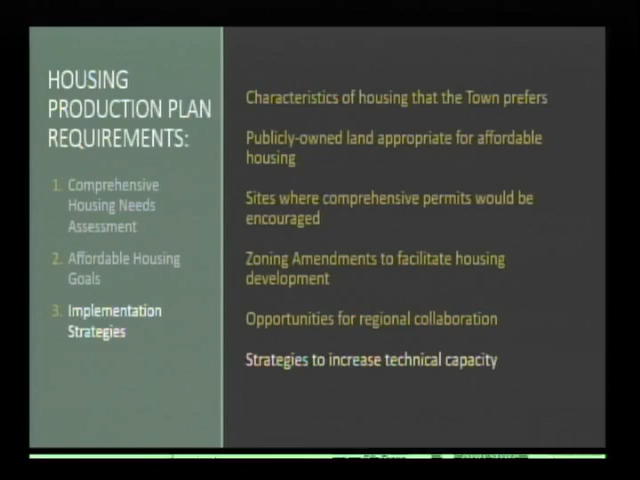 HOUSING
PRODUCTION PLAN
REQUIREMENTS:
1. Comprehensive
Housing Needs
Assessment
2. Affordable Housing
Goals
3. Implementation
Strategies
Characteristics of housing that the Town prefers
Publicly-owned land appropriate for affordable
housing
Sites where comprehensive permits would be
encouraged
Zoning Amendments to facilitate housing
development
Opportunities for regional collaboration
Strategies to increase technical capacity